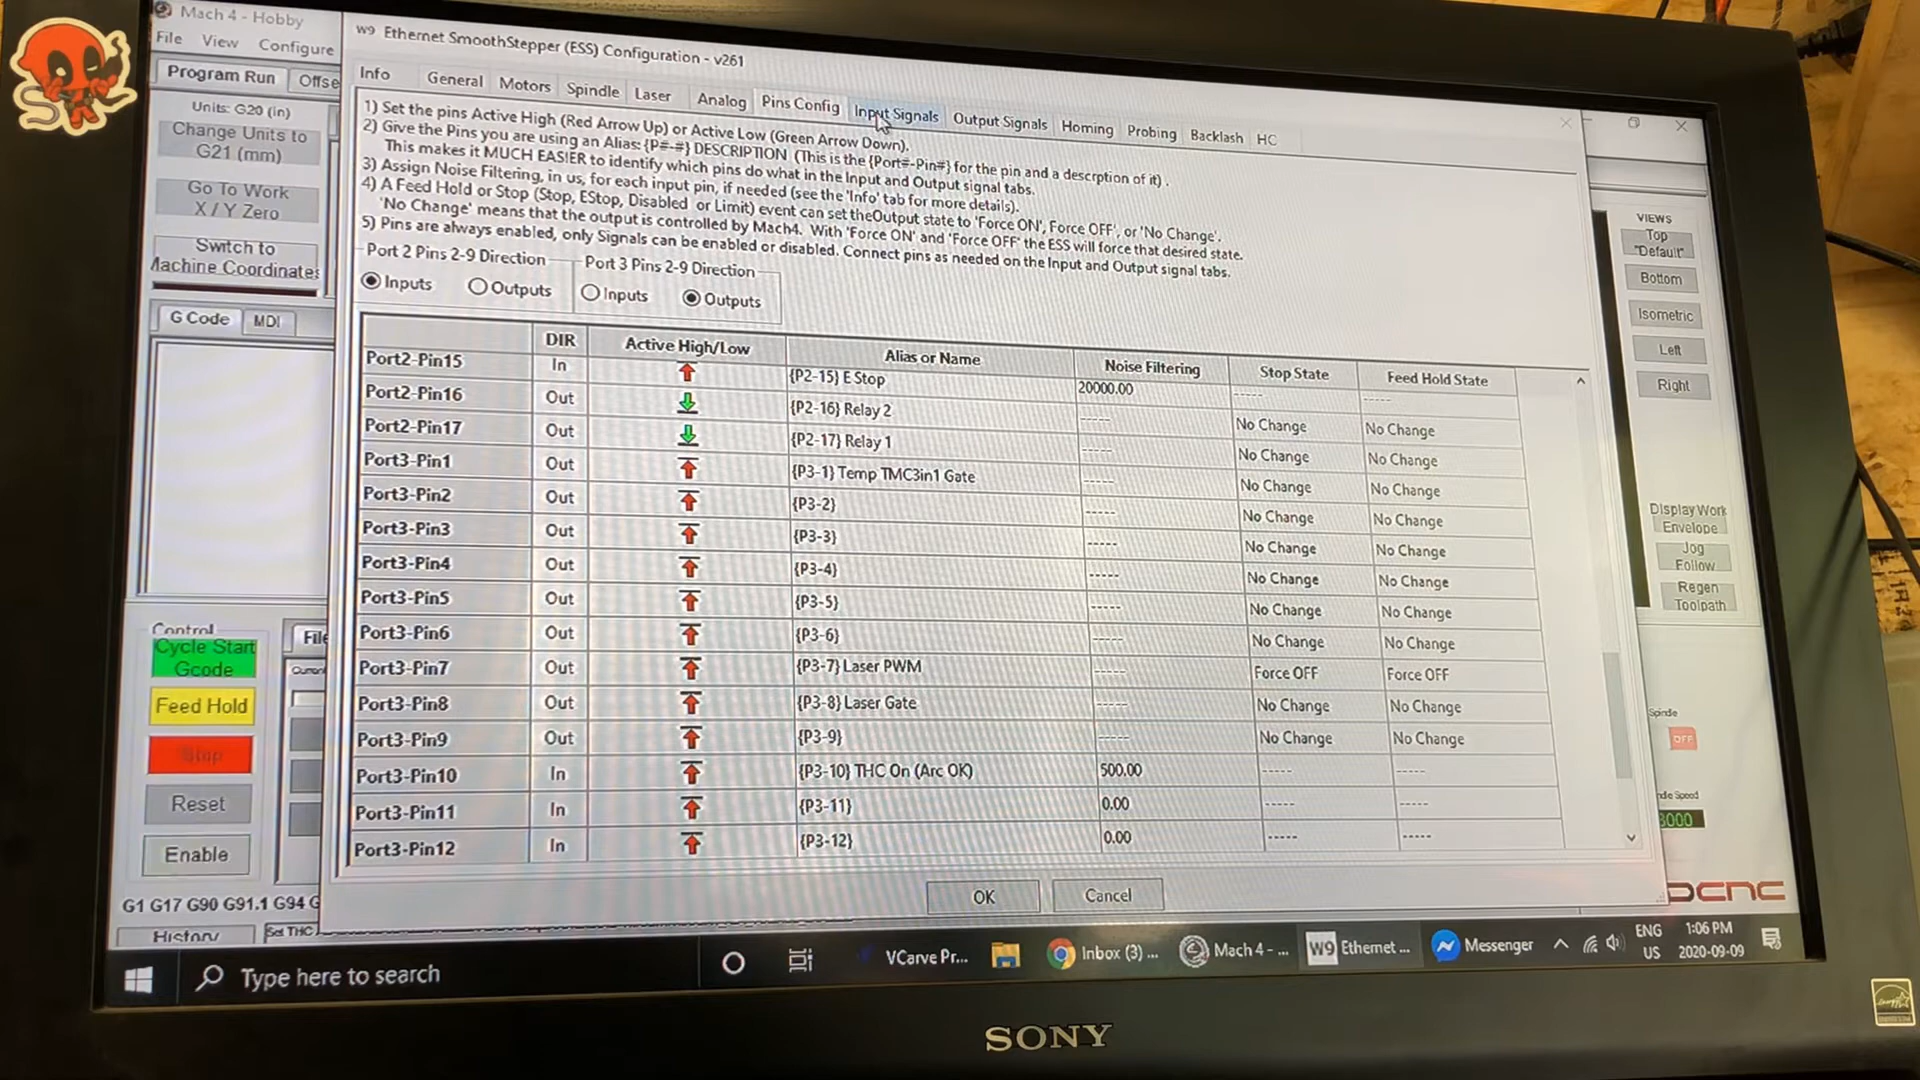 Mach 4 - Hobby
File View Configure
Program Run Offse
Units: G20 (in)
Change Units to
G21 (mm)
Go To Work
X / Y Zero
Switch to
Machine Coordinates
G Code MDI
Control
Cycle Start
Gcode
Feed Hold
Stop
Reset
Enable
File
G1 G17 G90 G91.1 G94 G
History
Set THC
W9 Ethernet SmoothStepper (ESS) Configuration - v261
Info General Motors Spindle Laser Analog Pins Config Input Signals Output Signals Homing Probing Backlash HC
1) Set the pins Active High (Red Arrow Up) or Active Low (Green Arrow Down).
2) Give the Pins you are using an Alias: {P#-#} DESCRIPTION (This is the {Port#-Pin#} for the pin and a descrption of it) .
This makes it MUCH EASIER to identify which pins do what in the Input and Output signal tabs.
3) Assign Noise Filtering, in us, for each input pin, if needed (see the 'Info' tab for more details).
4) A Feed Hold or Stop (Stop, EStop, Disabled or Limit) event can set theOutput state to 'Force ON', Force OFF', or 'No Change'.
'No Change' means that the output is controlled by Mach4. With 'Force ON' and 'Force OFF' the ESS will force that desired state.
5) Pins are always enabled, only Signals can be enabled or disabled. Connect pins as needed on the Input and Output signal tabs.
Port 2 Pins 2-9 Direction Port 3 Pins 2-9 Direction
Inputs Outputs Inputs Outputs
DIR Active High/Low Alias or Name Noise Filtering Stop State Feed Hold State
Port2-Pin15 In {P2-15} E Stop 20000.00 ----- -----
Port2-Pin16 Out {P2-16} Relay 2 ----- No Change No Change
Port2-Pin17 Out {P2-17} Relay 1 ----- No Change No Change
Port3-Pin1 Out {P3-1} Temp TMC3in1 Gate ----- No Change No Change
Port3-Pin2 Out {P3-2} ----- No Change No Change
Port3-Pin3 Out {P3-3} ----- No Change No Change
Port3-Pin4 Out {P3-4} ----- No Change No Change
Port3-Pin5 Out {P3-5} ----- No Change No Change
Port3-Pin6 Out {P3-6} ----- No Change No Change
Port3-Pin7 Out {P3-7} Laser PWM ----- Force OFF Force OFF
Port3-Pin8 Out {P3-8} Laser Gate ----- No Change No Change
Port3-Pin9 Out {P3-9} ----- No Change No Change
Port3-Pin10 In {P3-10} THC On (Arc OK) 500.00 ----- -----
Port3-Pin11 In {P3-11} 0.00 ----- -----
Port3-Pin12 In {P3-12} 0.00 ----- -----
OK Cancel
VIEWS
Top
"Default"
Bottom
Isometric
Left
Right
Display Work
Envelope
Jog
Follow
Regen
Toolpath
Spindle
OFF
dle Speed
3000
cnc
Type here to search
VCarve Pr... Inbox (3) ... Mach 4 - ... W9 Ethernet ... Messenger
ENG
US
1:06 PM
2020-09-09
SONY